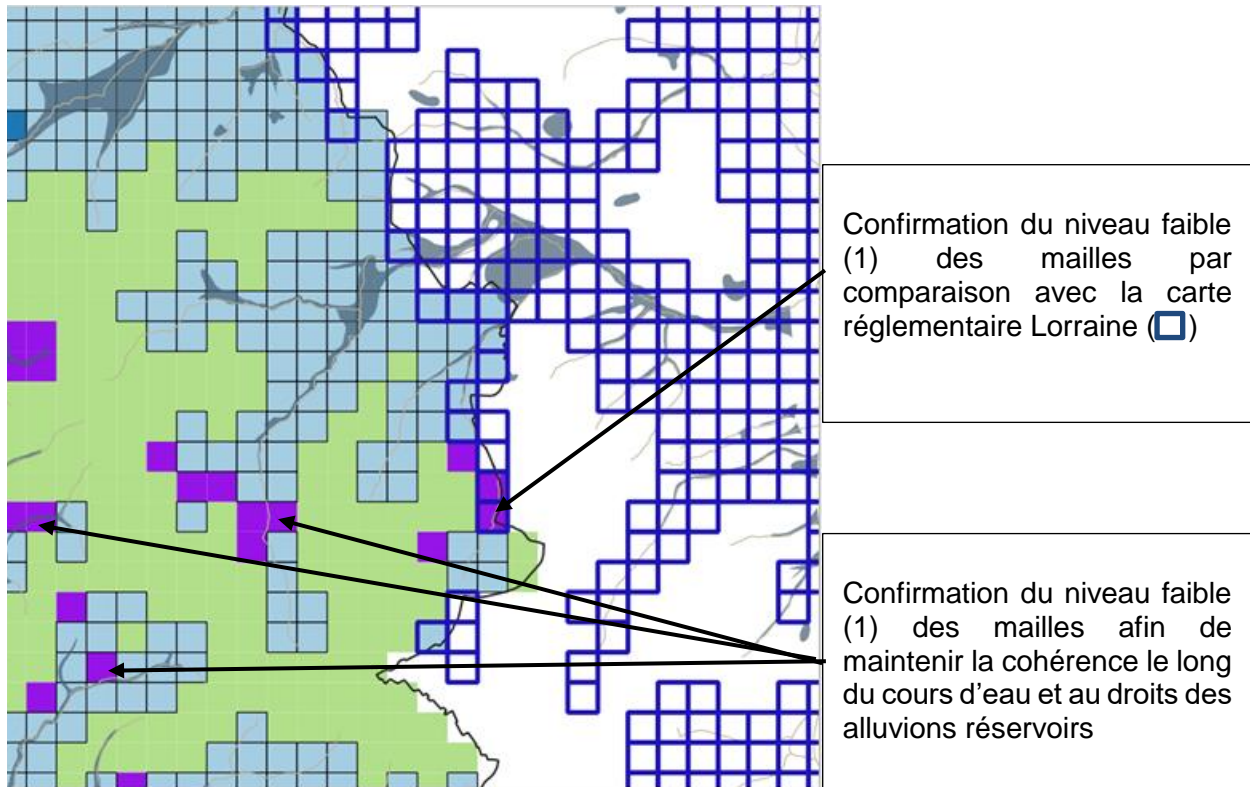 Confirmation du niveau faible
(1) des mailles par
comparaison avec la carte
réglementaire Lorraine ( )
Confirmation du niveau faible
(1) des mailles afin de
maintenir la cohérence le long
du cours d'eau et au droits des
alluvions réservoirs